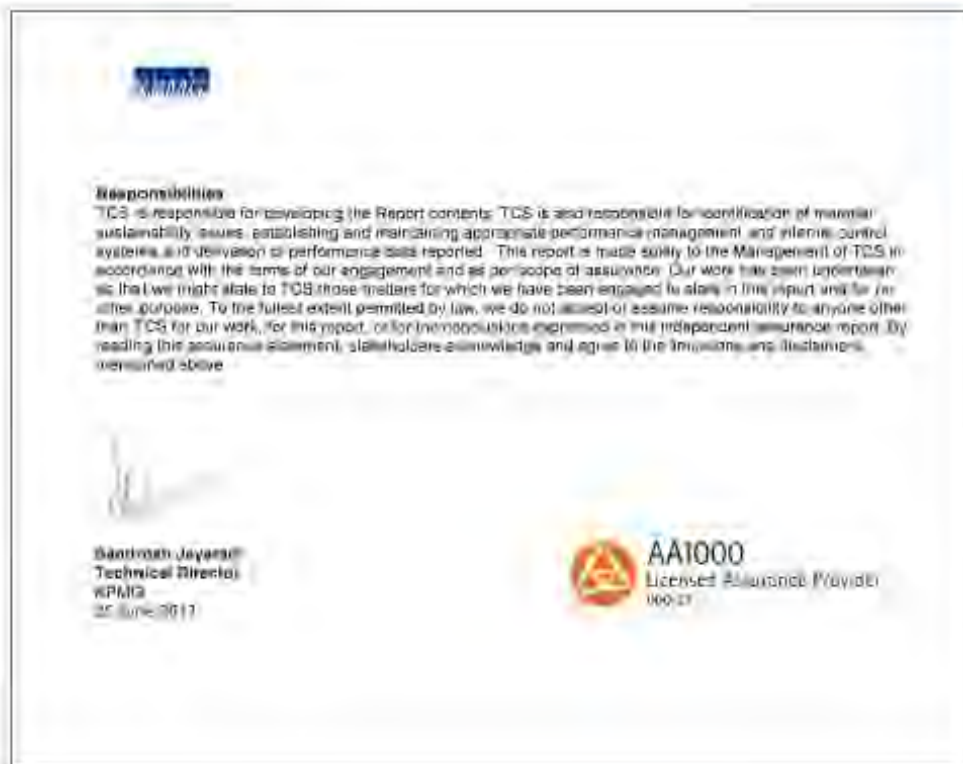 Responsibilities
TCS is responsible for developing the Report contents. TCS is also responsible for identification of material
sustainability issues, establishing and maintaining appropriate performance management and internal control
systems and derivation of performance data reported. This report is made solely to the Management of TCS in
accordance with the terms of our engagement and as per scope of assurance. Our work has been undertaken
so that we might state to TCS those matters for which we have been engaged to state in this report and for no
other purpose. To the fullest extent permitted by law, we do not accept or assume responsibility to anyone other
than TCS for our work, for this report, or for the conclusions expressed in this independent assurance report. By
reading this assurance statement, stakeholders acknowledge and agree to the limitations and disclaimers
mentioned above
Santhosh Jayaram
Technical Director
KPMG
June
AA1000
Licensed Assurance Provider